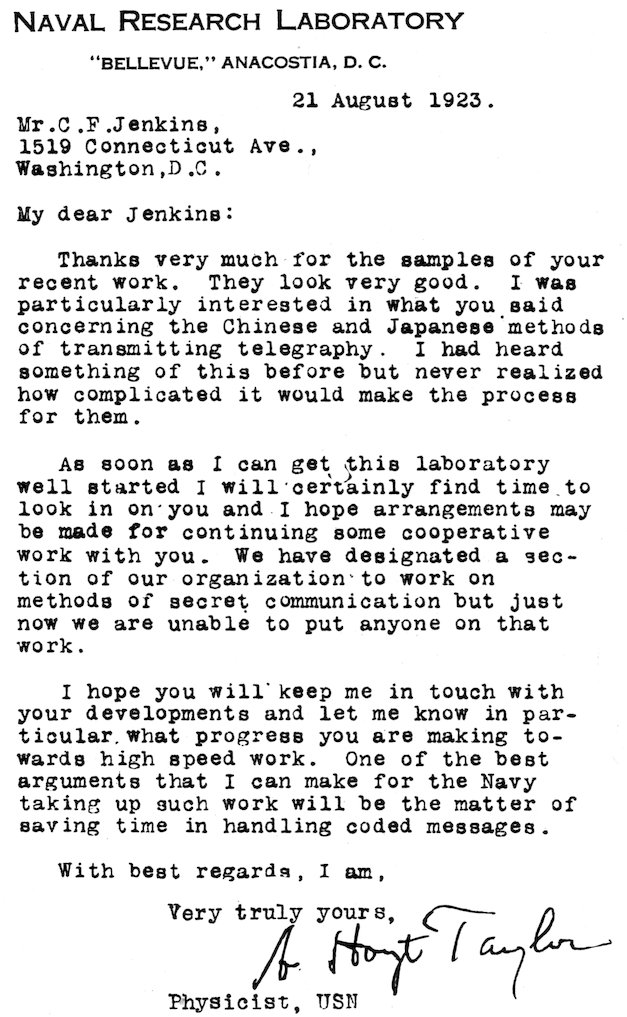 NAVAL RESEARCH LABORATORY
"BELLEVUE," ANACOSTIA, D. C.
21 August 1923.
Mr.C.F.Jenkins,
1519 Connecticut Ave.,
Washington,D.C.
My dear Jenkins:
Thanks very much for the samples of your
recent work. They look very good. I was
particularly interested in what you said
concerning the Chinese and Japanese methods
of transmitting telegraphy. I had heard
something of this before but never realized
how complicated it would make the process
for them.
As soon as I can get this laboratory
well started I will certainly find time to
look in on you and I hope arrangements may
be made for continuing some cooperative
work with you. We have designated a sec-
tion of our organization to work on
methods of secret communication but just
now we are unable to put anyone on that
work.
I hope you will keep me in touch with
your developments and let me know in par-
ticular what progress you are making to-
wards high speed work. One of the best
arguments that I can make for the Navy
taking up such work will be the matter of
saving time in handling coded messages.
With best regards, I am,
Very truly yours,
A Hoyt Taylor
Physicist, USN